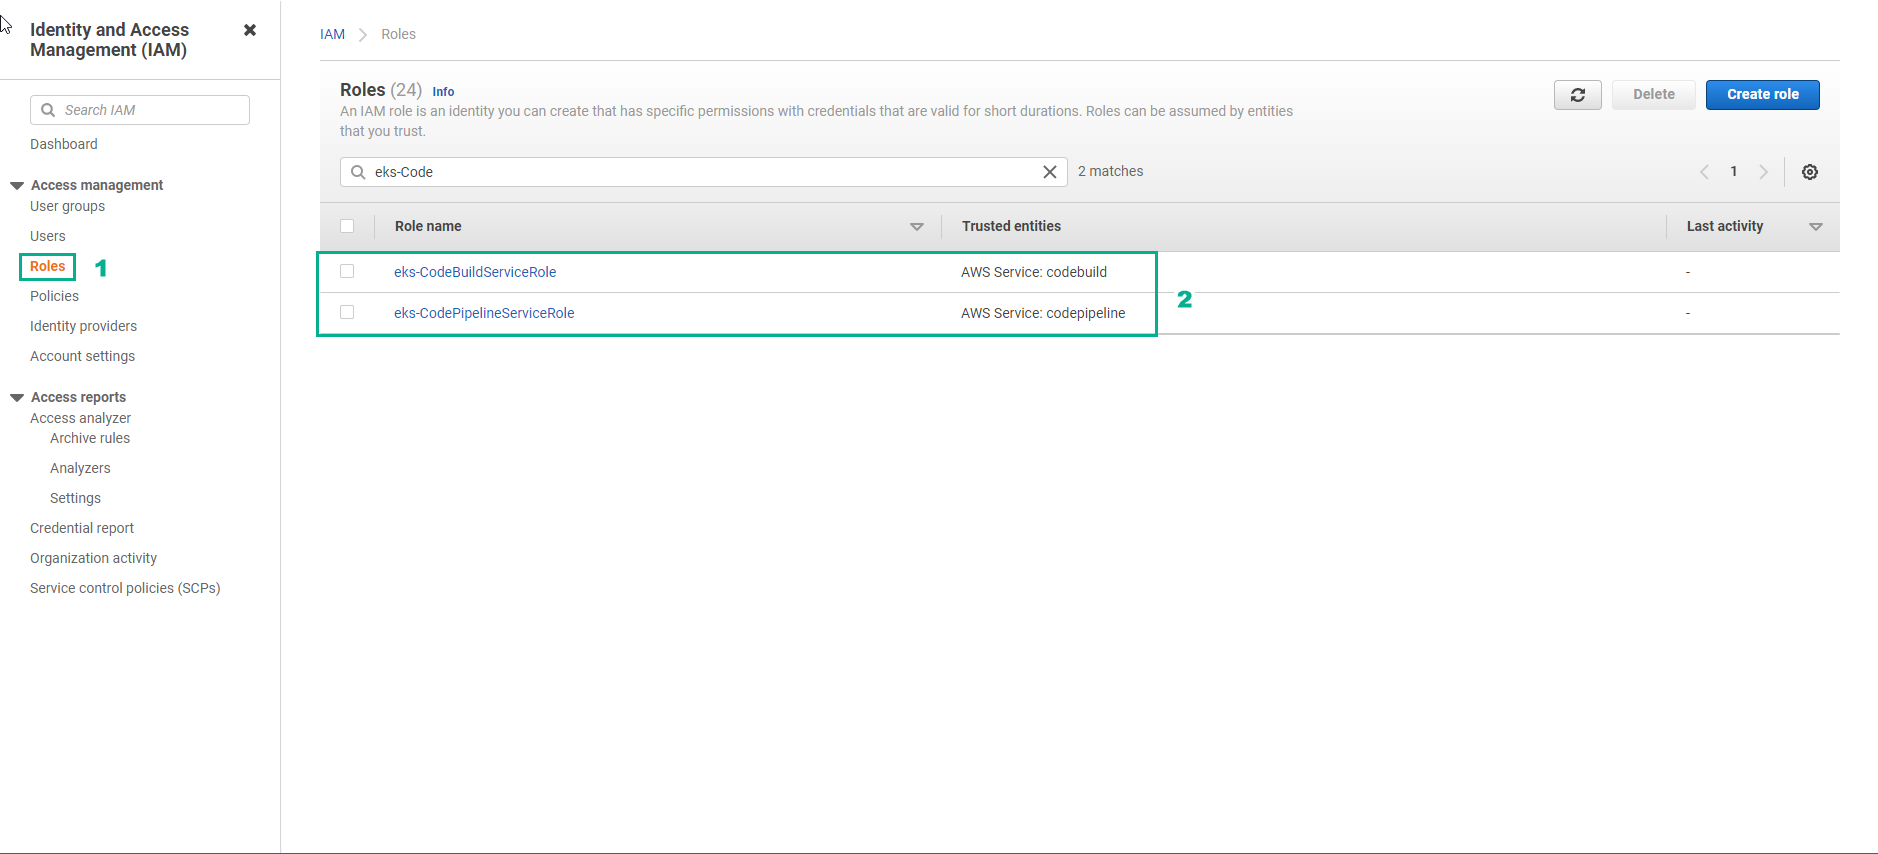 Identity and Access
Management (IAM)
Search IAM
Dashboard
Access management
User groups
Users
Roles
1
Policies
Identity providers
Account settings
Access reports
Access analyzer
Archive rules
Analyzers
Settings
Credential report
Organization activity
Service control policies (SCPs)
IAM
Roles
Roles (24) Info
An IAM role is an identity you can create that has specific permissions with credentials that are valid for short durations. Roles can be assumed by entities
that you trust.
Delete
Create role
eks-Code
2 matches
1
Role name Trusted entities Last activity
eks-CodeBuildServiceRole AWS Service: codebuild -
eks-CodePipelineServiceRole AWS Service: codepipeline -
2